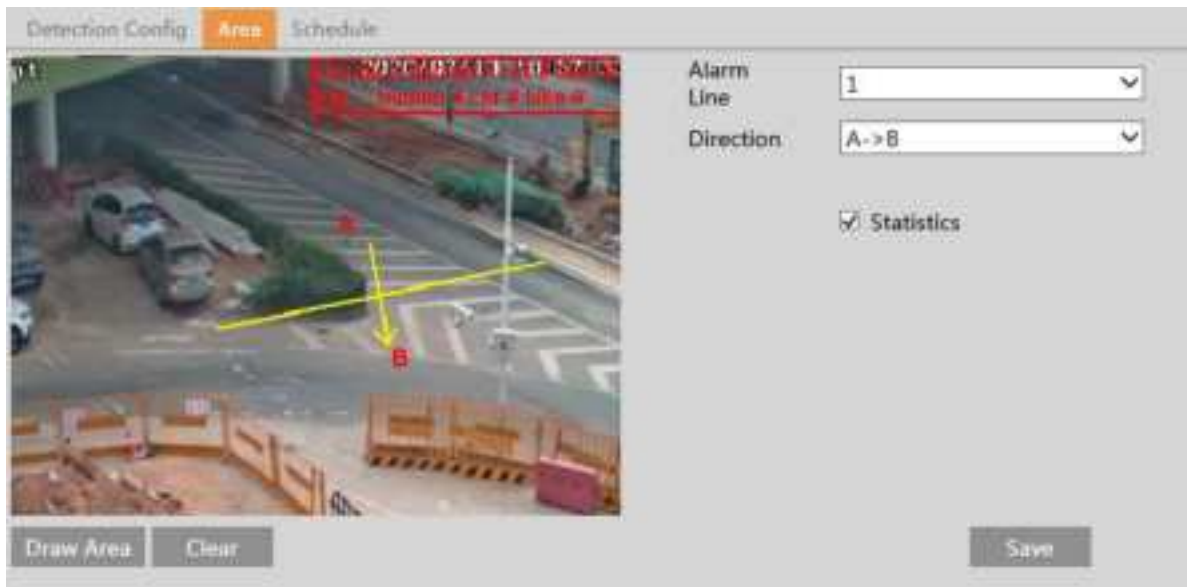 Detection Config Area Schedule
Alarm
Line
1
Direction
A->B
Statistics
A
B
Draw Area Clear
Save